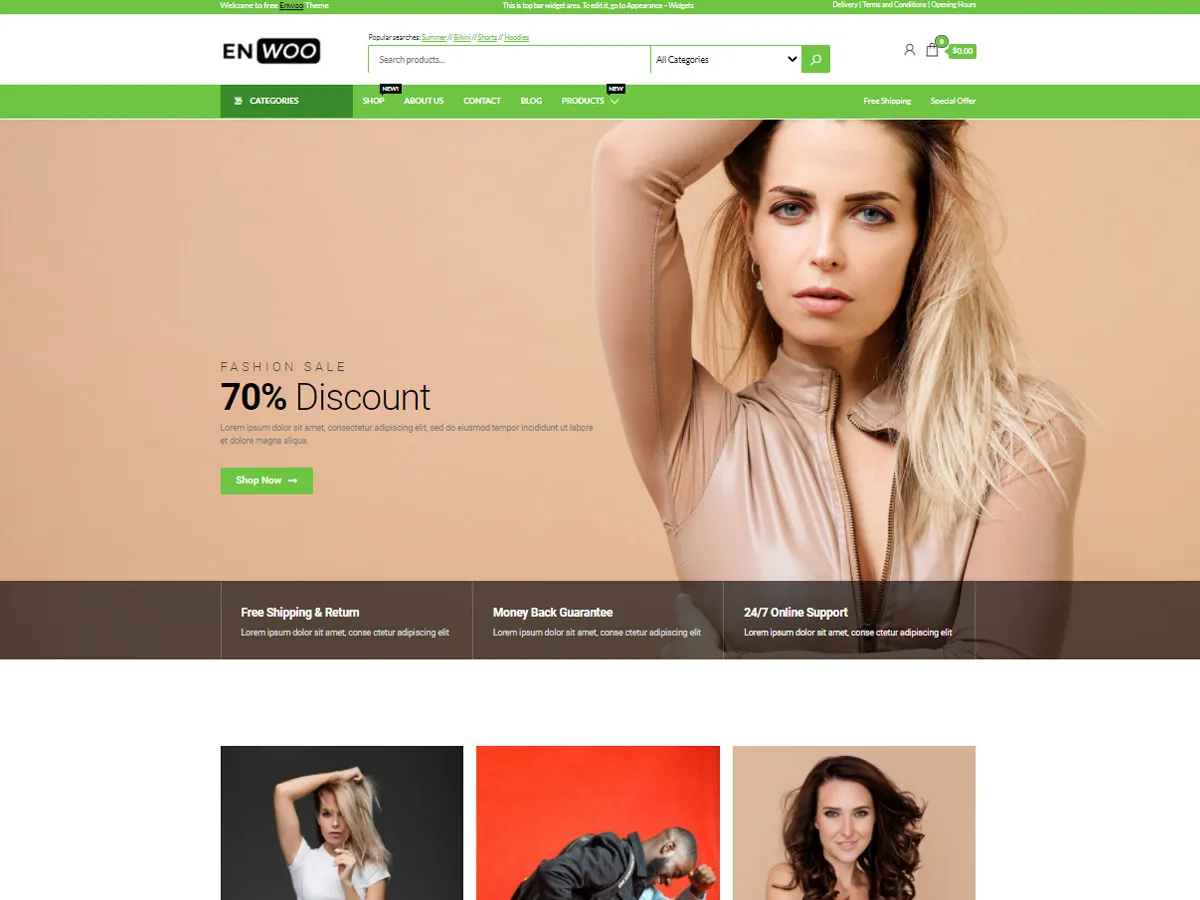 Welcome to free Enwoo Theme
This is top bar widget area. To edit it, go to Appearance – Widgets
Delivery | Terms and Conditions | Opening Hours
EN WOO
Popular searches: Summer // Bikini // Shorts // Hoodies
Search products...
All Categories
0
$0.00
CATEGORIES
SHOP
NEW!
ABOUT US
CONTACT
BLOG
PRODUCTS
NEW
Free Shipping
Special Offer
FASHION SALE
70% Discount
Lorem ipsum dolor sit amet, consectetur adipiscing elit, sed do eiusmod tempor incididunt ut labore
et dolore magna aliqua.
Shop Now
Free Shipping & Return
Lorem ipsum dolor sit amet, conse ctetur adipiscing elit
Money Back Guarantee
Lorem ipsum dolor sit amet, conse ctetur adipiscing elit
24/7 Online Support
Lorem ipsum dolor sit amet, conse ctetur adipiscing elit